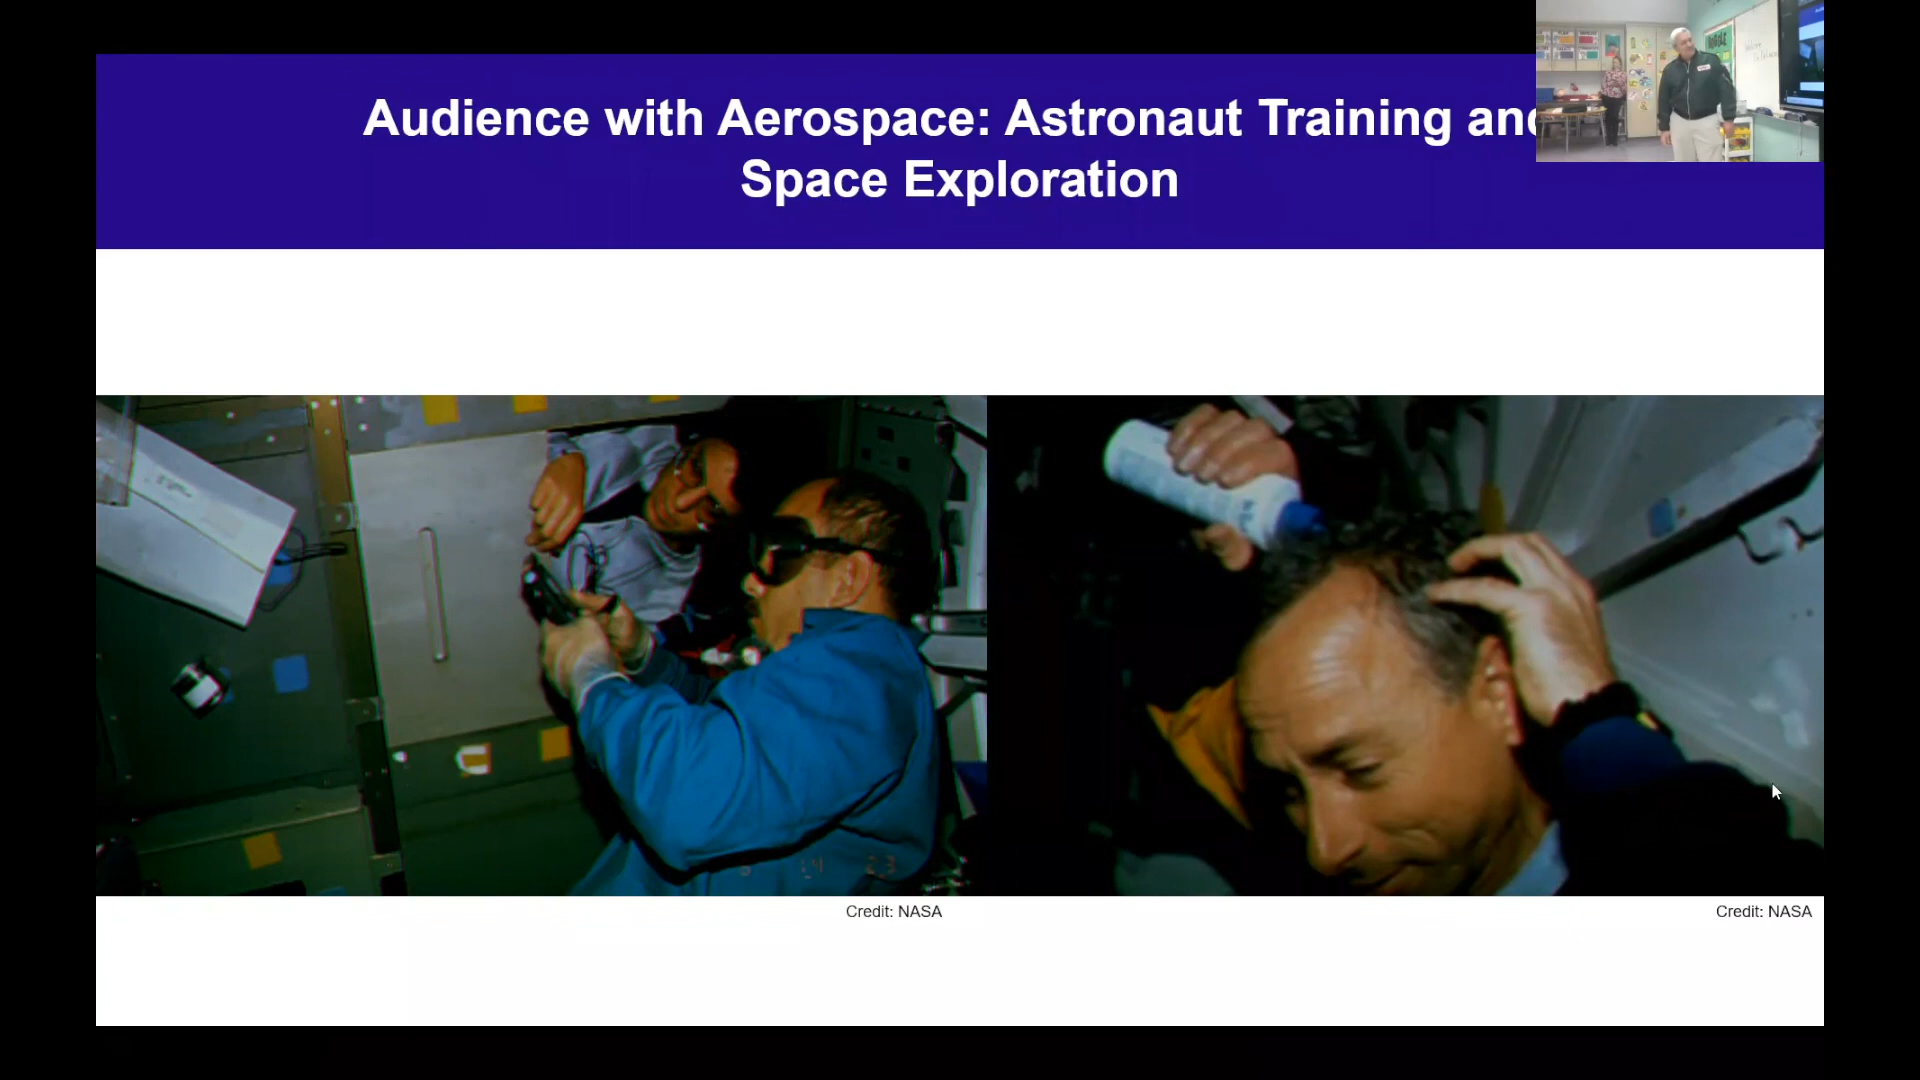 Audience with Aerospace: Astronaut Training and
Space Exploration
Credit: NASA
Credit: NASA